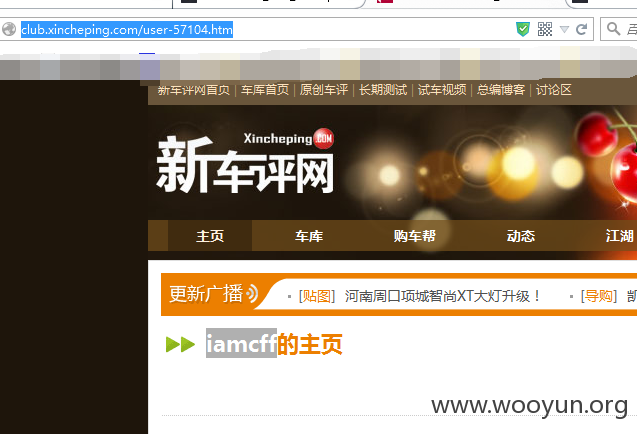 club.xincheping.com/user-57104.htm
新车评网首页 | 车库首页 | 原创车评 | 长期测试 | 试车视频 | 总编博客 | 讨论区
Xincheping.COM
新车评网
主页 车库 购车帮 动态 江湖
更新广播 ▪ [贴图] 河南周口项城智尚XT大灯升级！ ▪ [导购]
iamcff的主页
www.wooyun.org